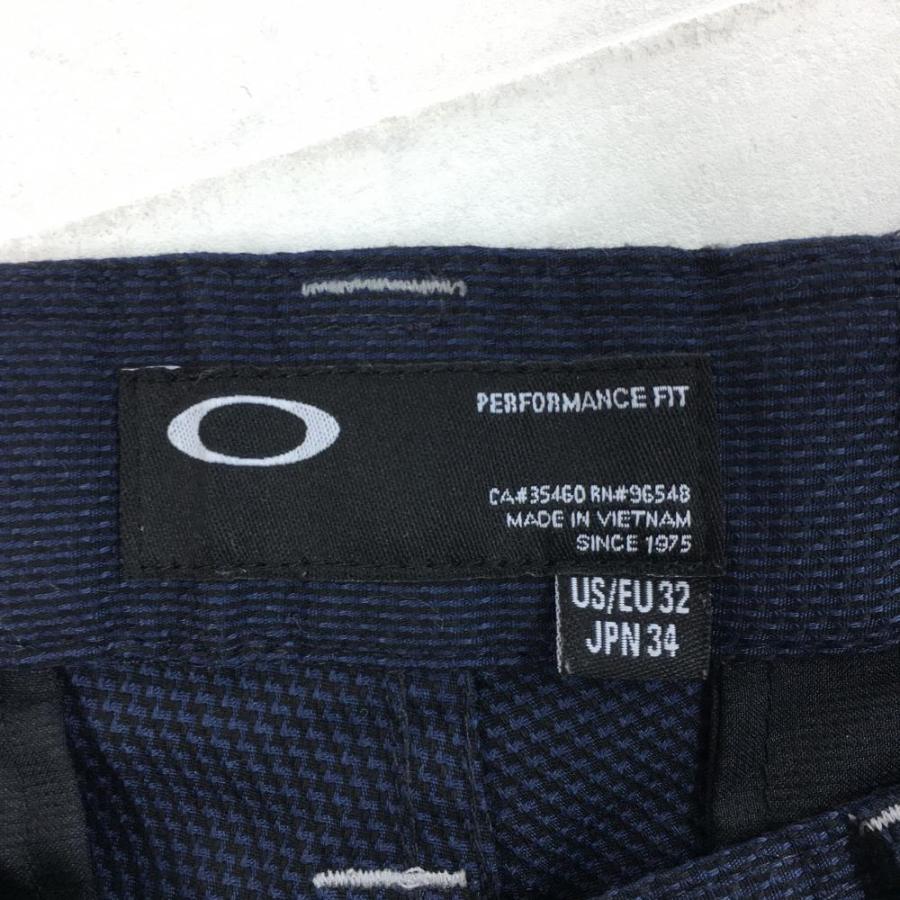 PERFORMANCE FIT
CA#35460 RN#96548
MADE IN VIETNAM
SINCE 1975
US/EU 32
JPN 34